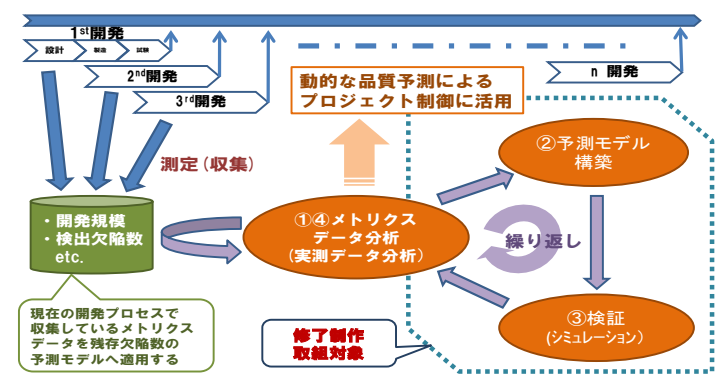 1st開発
設計
製造
試験
2nd開発
3rd開発
n 開発
動的な品質予測による
プロジェクト制御に活用
測定(収集)
・開発規模
・検出欠陥数
etc.
①④メトリクス
データ分析
(実測データ分析)
②予測モデル
構築
繰り返し
③検証
(シミュレーション)
現在の開発プロセスで
収集しているメトリクス
データを残存欠陥数の
予測モデルへ適用する
修了制作
取組対象